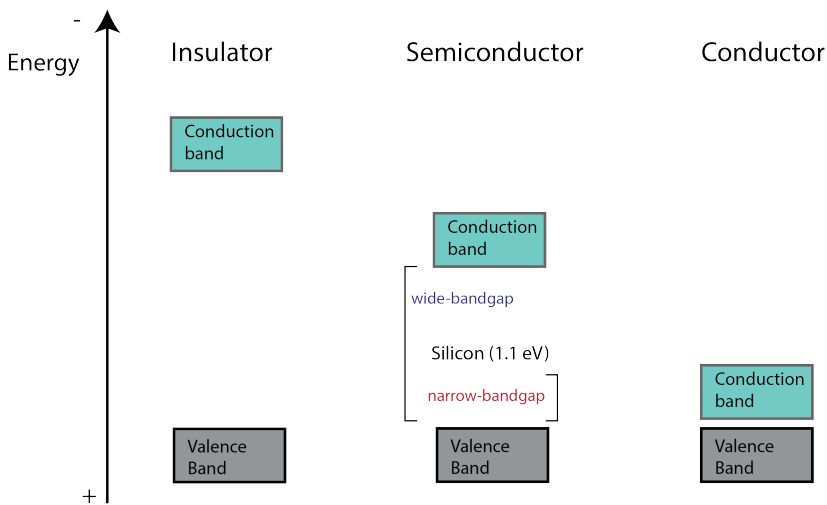 -
Energy
Insulator
Semiconductor
Conductor
Conduction
band
Conduction
band
wide-bandgap
Silicon (1.1 eV)
narrow-bandgap
Conduction
band
Valence
Band
Valence
Band
Valence
Band
+